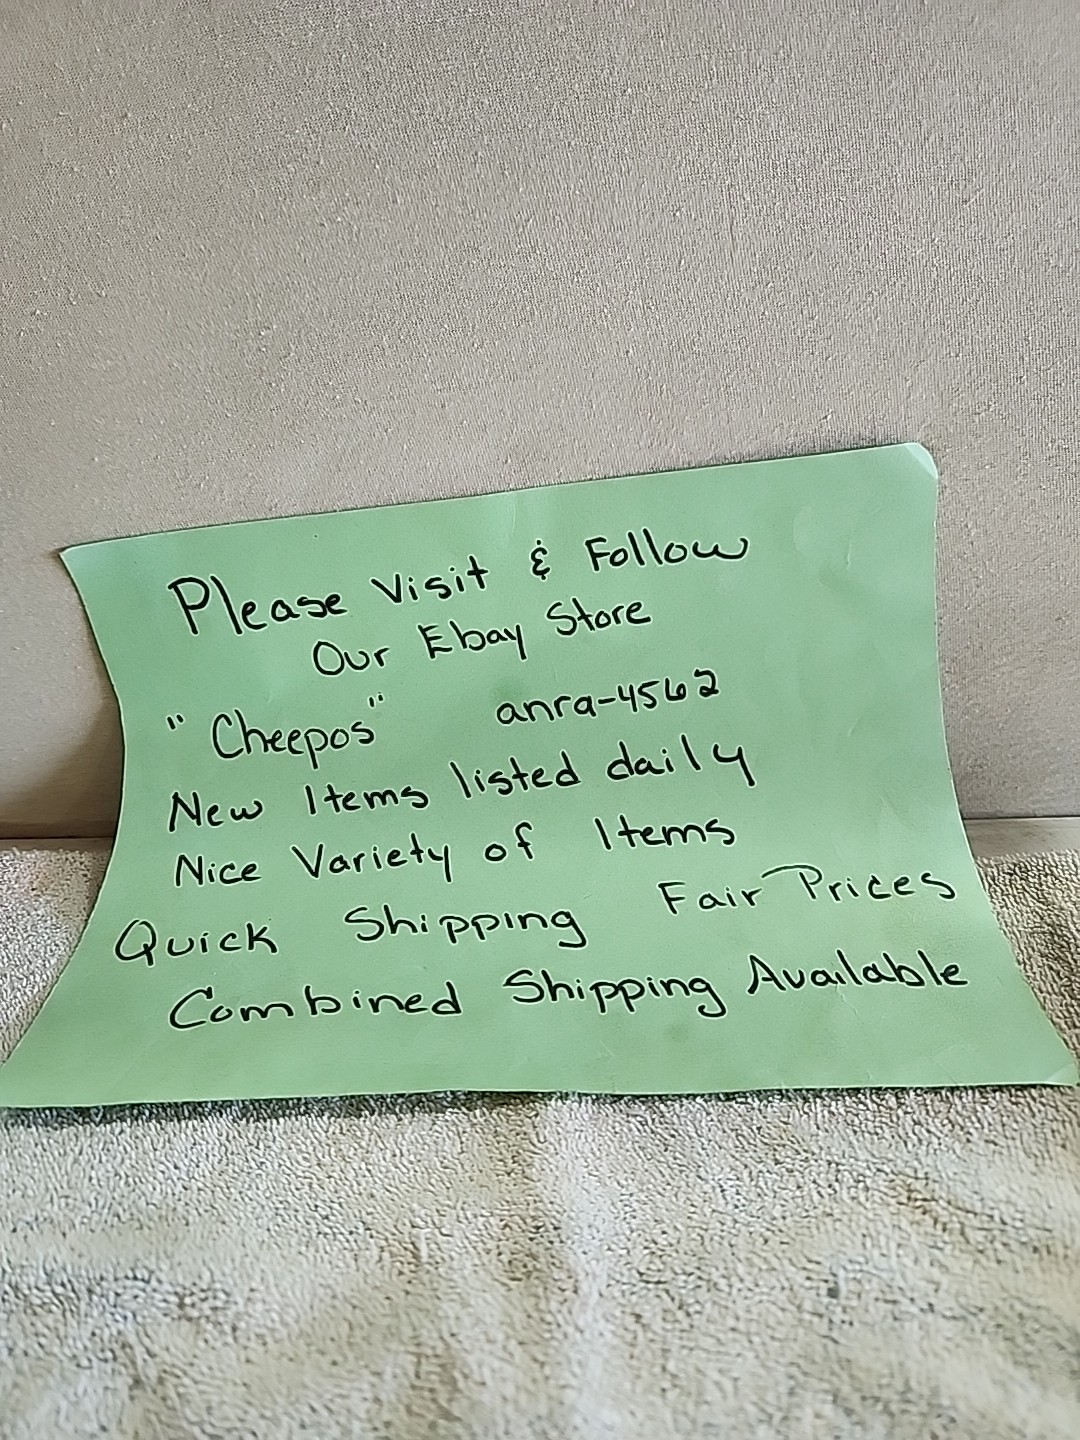 Please Visit & Follow
Our Ebay Store
"Cheepos" anra-4562
New Items listed daily
Nice Variety of Items
Quick Shipping Fair Prices
Combined Shipping Available